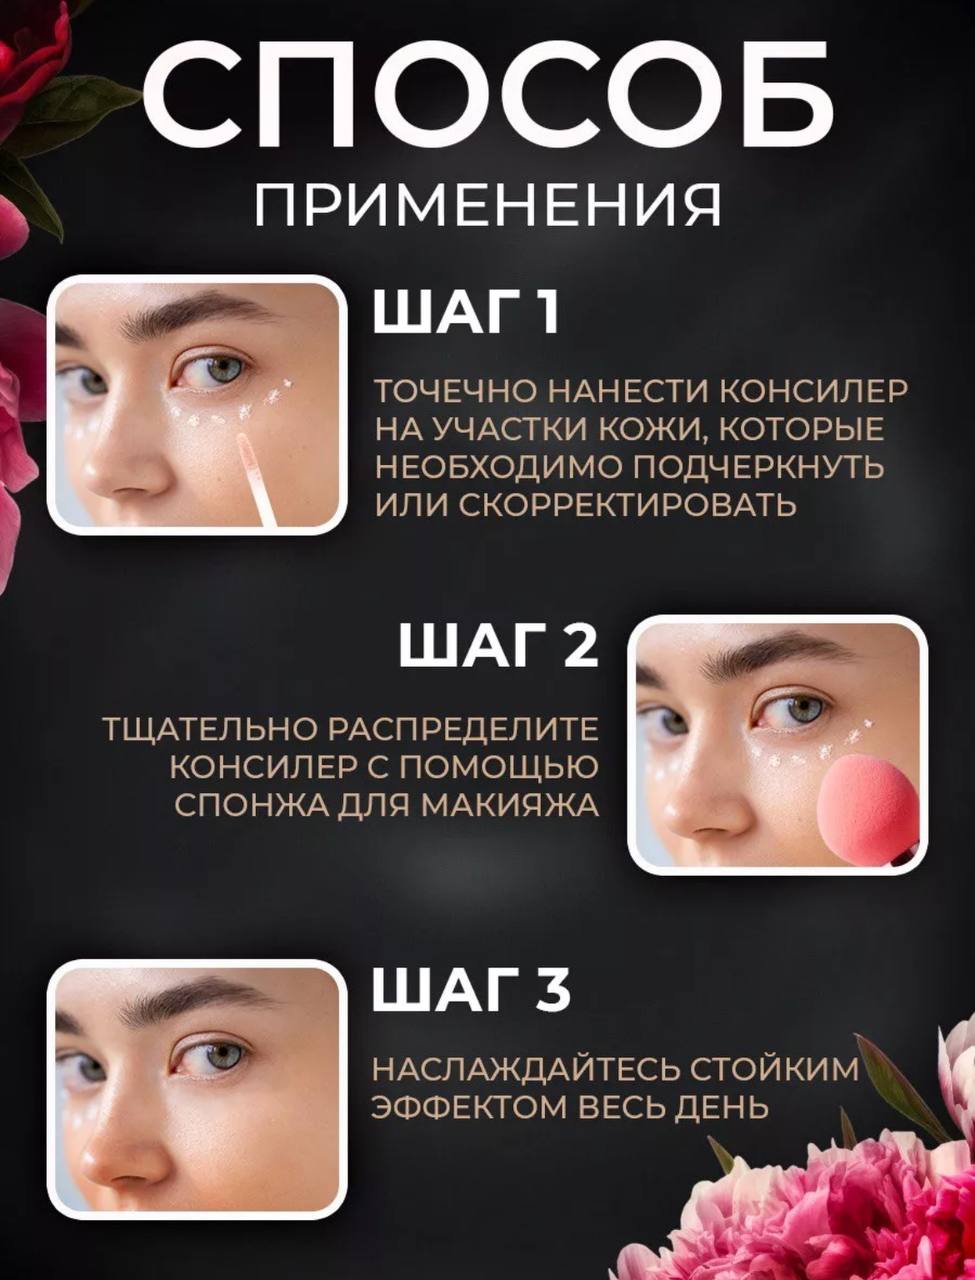 СПОСОБ
ПРИМЕНЕНИЯ
ШАГ 1
ТОЧЕЧНО НАНЕСТИ КОНСИЛЕР
НА УЧАСТКИ КОЖИ, КОТОРЫЕ
НЕОБХОДИМО ПОДЧЕРКНУТЬ
ИЛИ СКОРРЕКТИРОВАТЬ
ШАГ 2
ТЩАТЕЛЬНО РАСПРЕДЕЛИТЕ
КОНСИЛЕР С ПОМОЩЬЮ
СПОНЖА ДЛЯ МАКИЯЖА
ШАГ 3
НАСЛАЖДАЙТЕСЬ СТОЙКИМ
ЭФФЕКТОМ ВЕСЬ ДЕНЬ